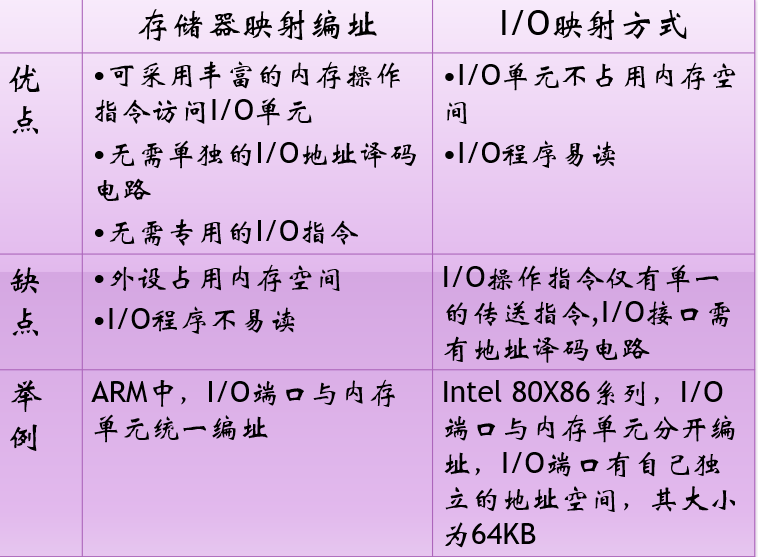 存储器映射编址
I/O映射方式
优
点
•可采用丰富的内存操作
指令访问I/O单元
•无需单独的I/O地址译码
电路
•无需专用的I/O指令
•I/O单元不占用内存空
间
•I/O程序易读
缺
点
•外设占用内存空间
•I/O程序不易读
I/O操作指令仅有单一
的传送指令,I/O接口需
有地址译码电路
举
例
ARM中，I/O端口与内存
单元统一编址
Intel 80X86系列，I/O
端口与内存单元分开编
址，I/O端口有自己独
立的地址空间，其大小
为64KB